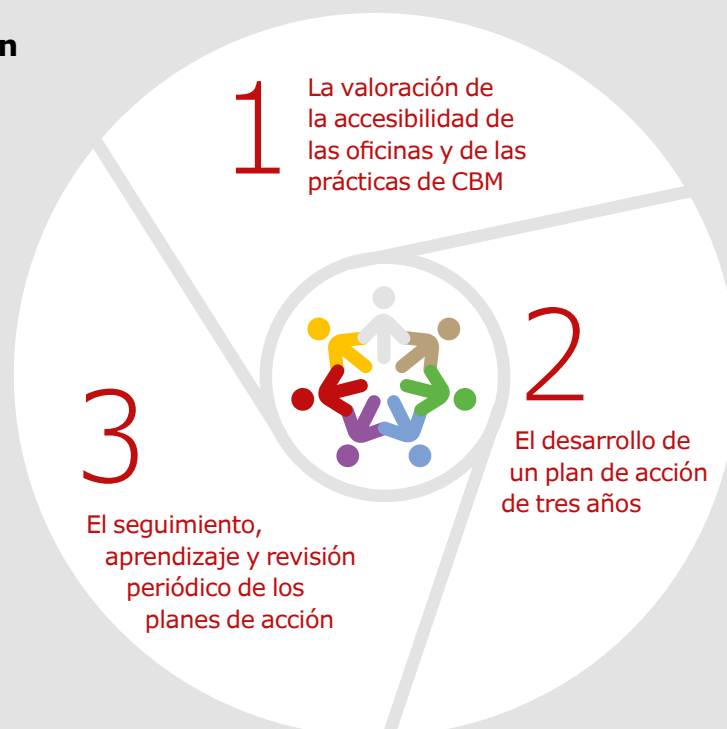 n
1
La valoración de
la accesibilidad de
las oficinas y de las
prácticas de CBM
2
El desarrollo de
un plan de acción
de tres años
3
El seguimiento,
aprendizaje y revisión
periódico de los
planes de acción